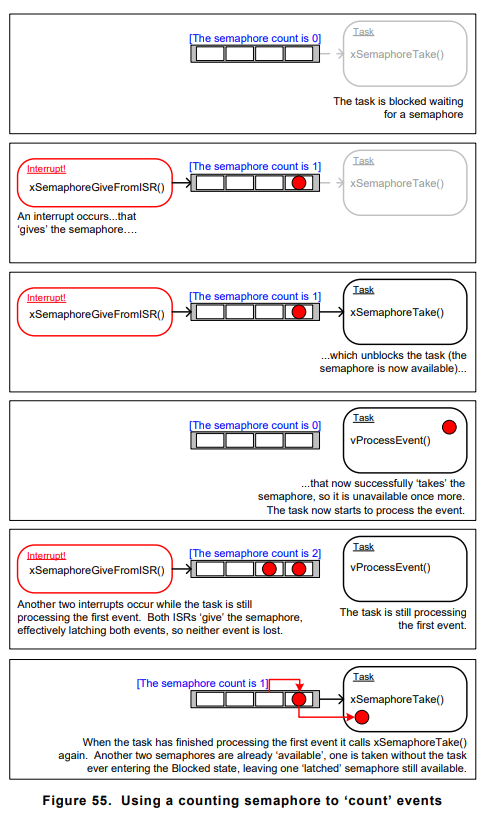 [The semaphore count is 0]
Task
xSemaphoreTake()
The task is blocked waiting
for a semaphore
Interrupt!
xSemaphoreGiveFromISR()
[The semaphore count is 1]
Task
xSemaphoreTake()
An interrupt occurs...that
‘gives’ the semaphore….
Interrupt!
xSemaphoreGiveFromISR()
[The semaphore count is 1]
Task
xSemaphoreTake()
...which unblocks the task (the
semaphore is now available)...
[The semaphore count is 0]
Task
vProcessEvent()
...that now successfully ‘takes’ the
semaphore, so it is unavailable once more.
The task now starts to process the event.
Interrupt!
xSemaphoreGiveFromISR()
[The semaphore count is 2]
Task
vProcessEvent()
Another two interrupts occur while the task is still
processing the first event.  Both ISRs ‘give’ the semaphore,
effectively latching both events, so neither event is lost.
The task is still processing
the first event.
[The semaphore count is 1]
Task
xSemaphoreTake()
When the task has finished processing the first event it calls xSemaphoreTake()
again.  Another two semaphores are already ‘available’, one is taken without the task
ever entering the Blocked state, leaving one ‘latched’ semaphore still available.
Figure 55.  Using a counting semaphore to ‘count’ events